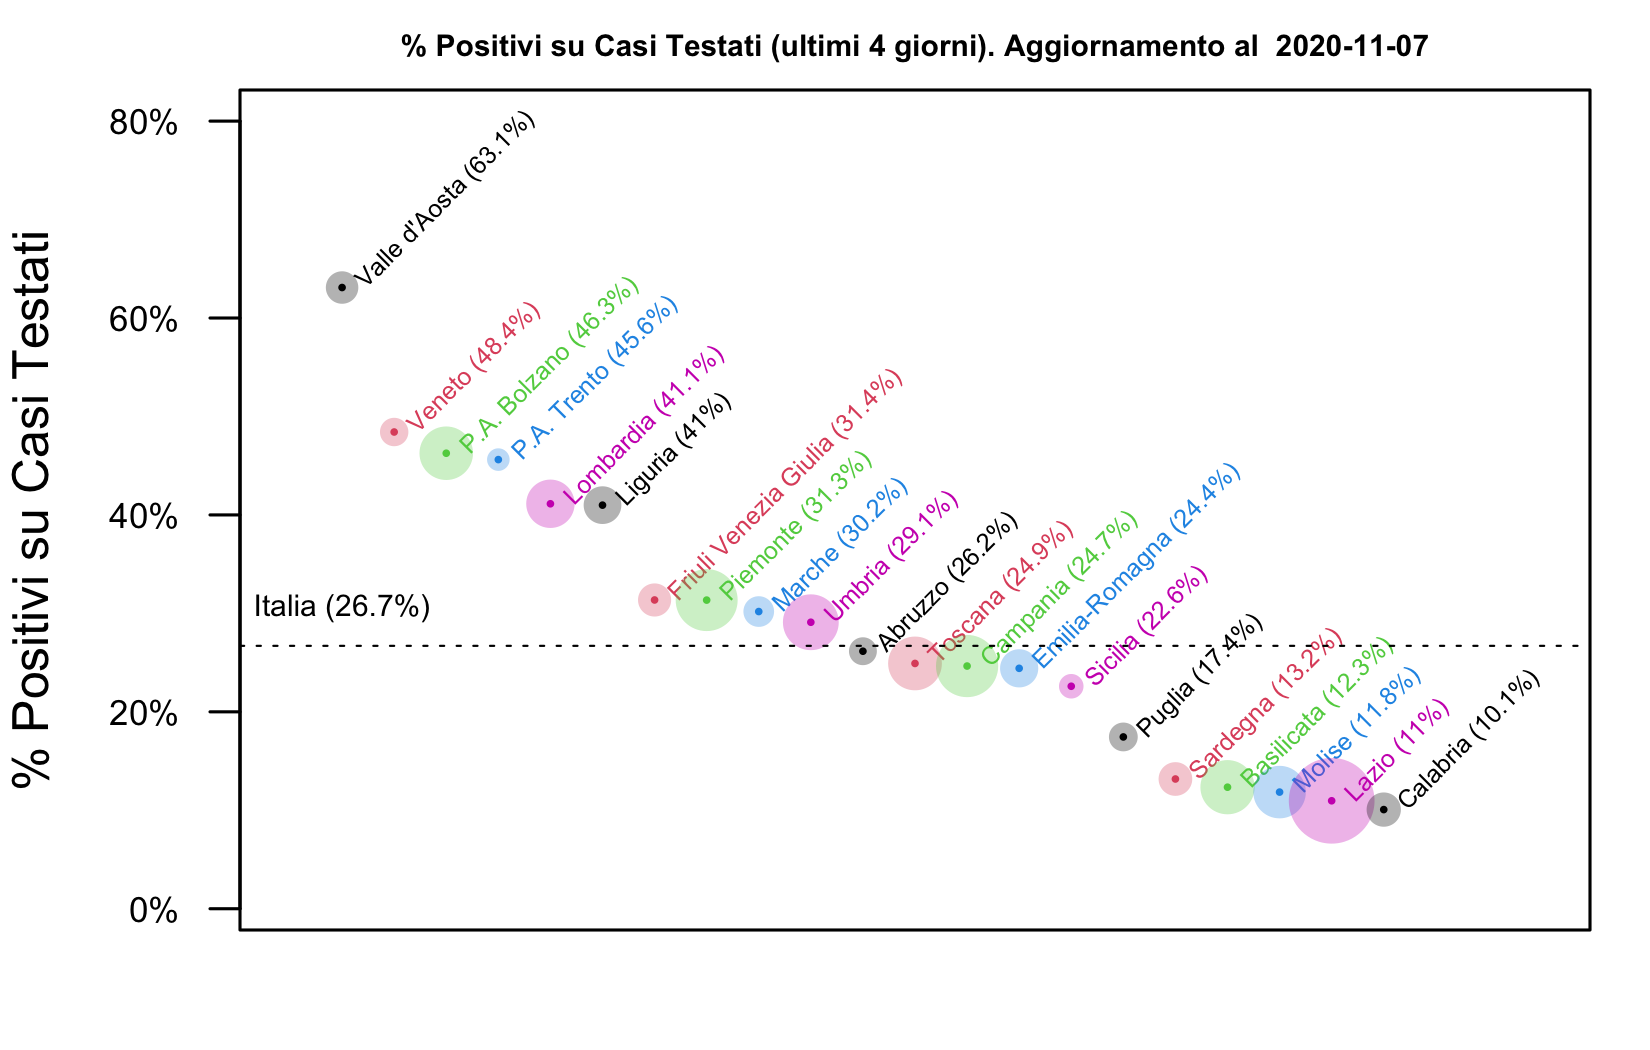 % Positivi su Casi Testati (ultimi 4 giorni). Aggiornamento al  2020-11-07
% Positivi su Casi Testati
80%
60%
40%
20%
0%
Italia (26.7%)
Valle d'Aosta (63.1%)
Veneto (48.4%)
P.A. Bolzano (46.3%)
P.A. Trento (45.6%)
Lombardia (41.1%)
Liguria (41%)
Friuli Venezia Giulia (31.4%)
Piemonte (31.3%)
Marche (30.2%)
Umbria (29.1%)
Abruzzo (26.2%)
Toscana (24.9%)
Campania (24.7%)
Emilia-Romagna (24.4%)
Sicilia (22.6%)
Puglia (17.4%)
Sardegna (13.2%)
Basilicata (12.3%)
Molise (11.8%)
Lazio (11%)
Calabria (10.1%)